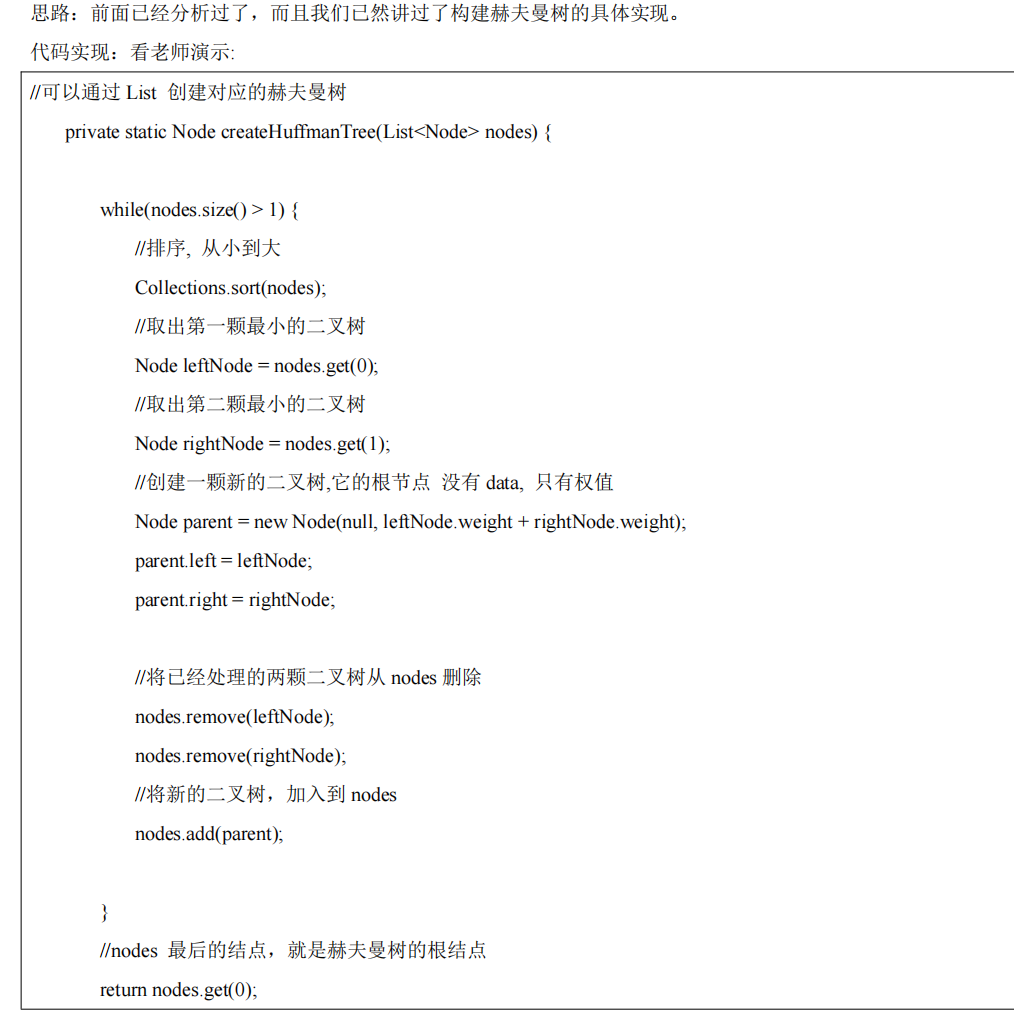 思路：前面已经分析过了，而且我们已然讲过了构建赫夫曼树的具体实现。
代码实现：看老师演示:
//可以通过 List 创建对应的赫夫曼树
private static Node createHuffmanTree(List<Node> nodes) {
while(nodes.size() > 1) {
//排序, 从小到大
Collections.sort(nodes);
//取出第一颗最小的二叉树
Node leftNode = nodes.get(0);
//取出第二颗最小的二叉树
Node rightNode = nodes.get(1);
//创建一颗新的二叉树,它的根节点 没有 data, 只有权值
Node parent = new Node(null, leftNode.weight + rightNode.weight);
parent.left = leftNode;
parent.right = rightNode;
//将已经处理的两颗二叉树从 nodes 删除
nodes.remove(leftNode);
nodes.remove(rightNode);
//将新的二叉树，加入到 nodes
nodes.add(parent);
}
//nodes 最后的结点，就是赫夫曼树的根结点
return nodes.get(0);